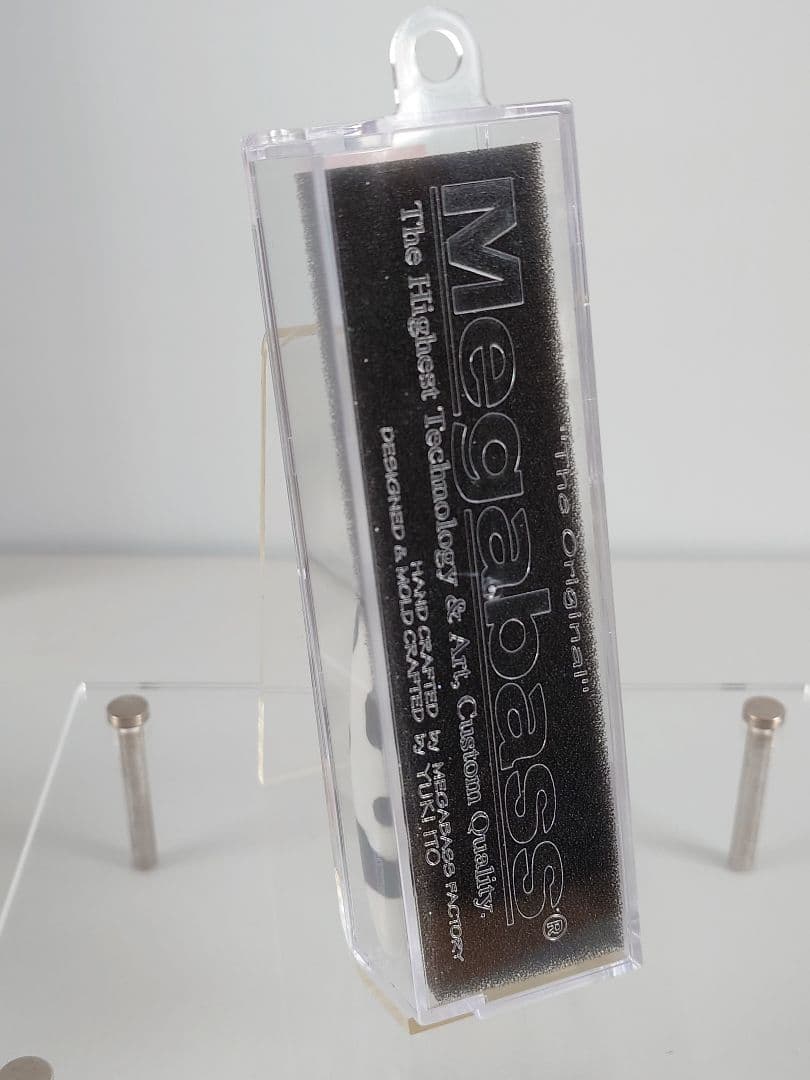 "The Original"
Megabass®
The Highest Technology & Art, Custom Quality.
HAND CRAFTED by MEGABASS FACTORY
DESIGNED & MOLD CRAFTED by YUKI ITO